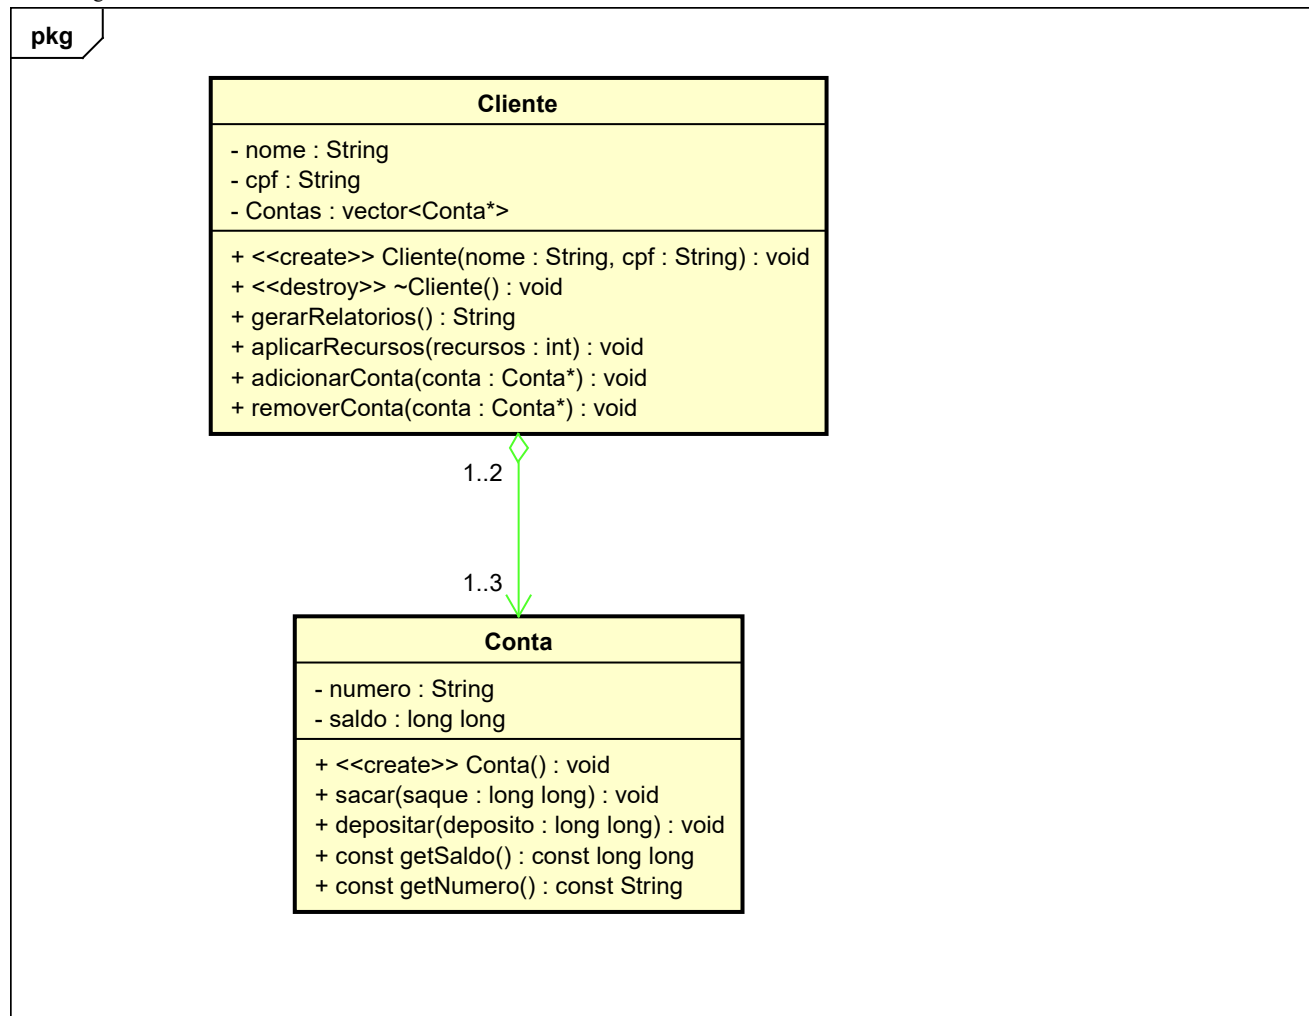 pkg
Cliente
- nome : String
- cpf : String
- Contas : vector<Conta*>
+ <<create>> Cliente(nome : String, cpf : String) : void
+ <<destroy>> ~Cliente() : void
+ gerarRelatorios() : String
+ aplicarRecursos(recursos : int) : void
+ adicionarConta(conta : Conta*) : void
+ removerConta(conta : Conta*) : void
1..2
1..3
Conta
- numero : String
- saldo : long long
+ <<create>> Conta() : void
+ sacar(saque : long long) : void
+ depositar(deposito : long long) : void
+ const getSaldo() : const long long
+ const getNumero() : const String